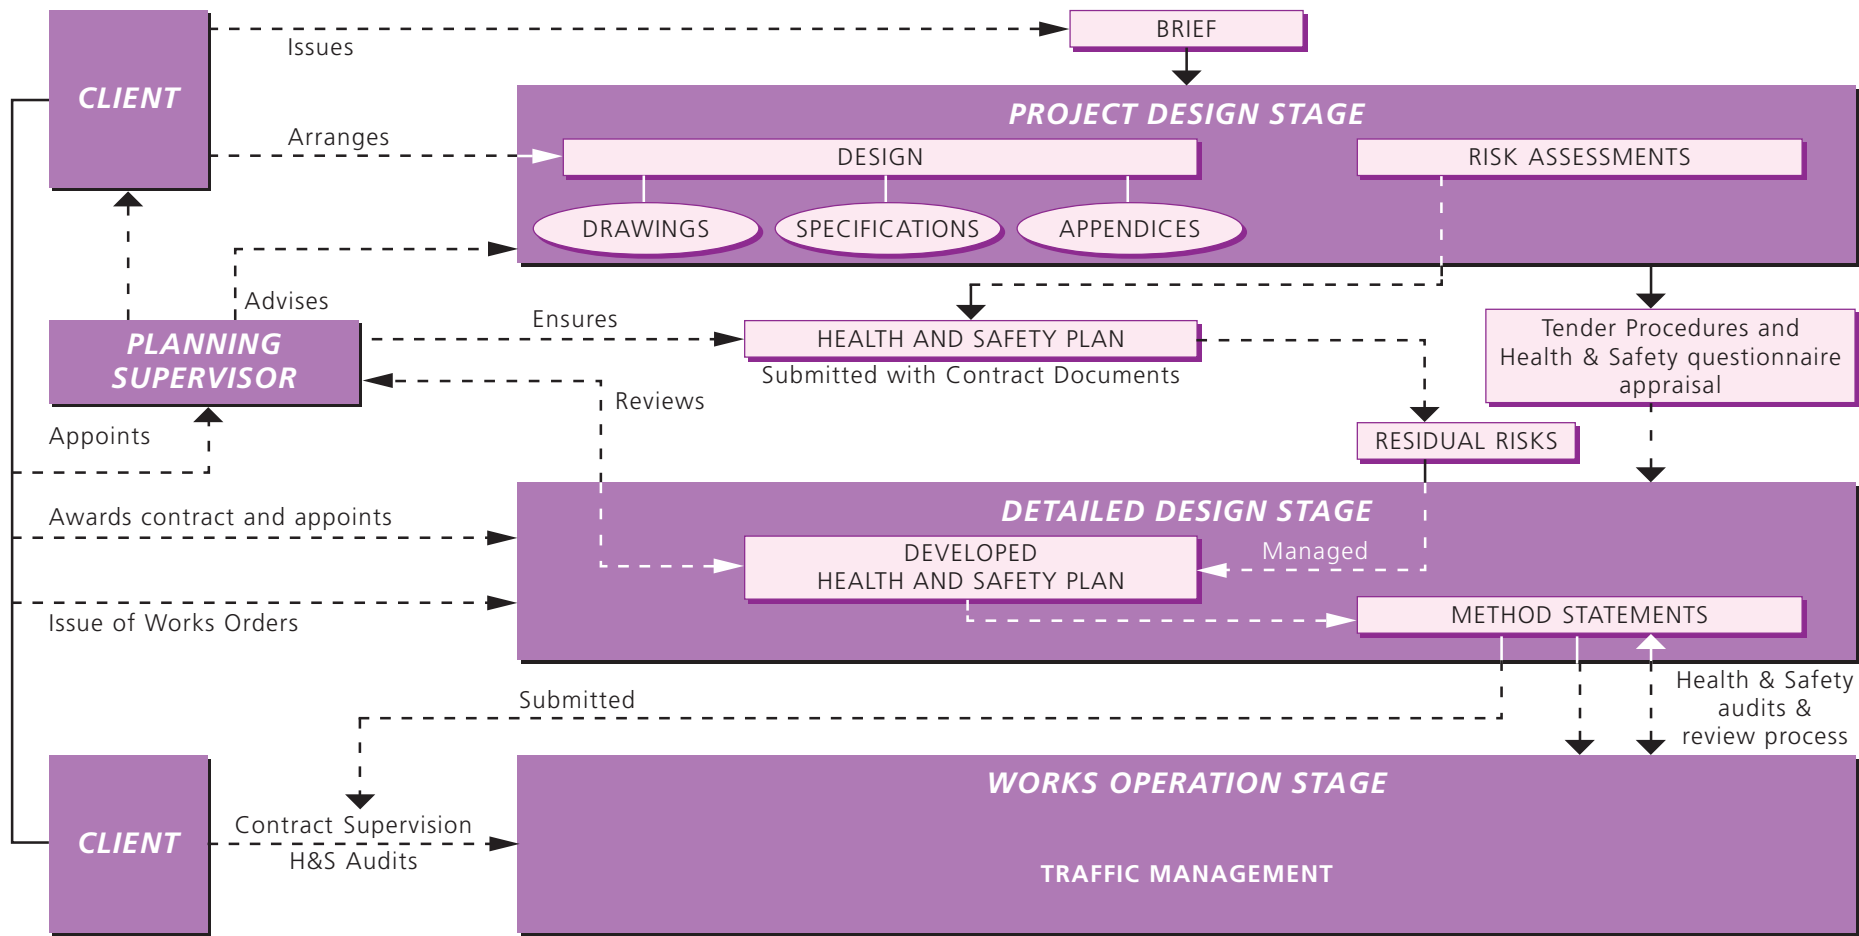 BRIEF
Issues
CLIENT
PROJECT DESIGN STAGE
Arranges
DESIGN
RISK ASSESSMENTS
DRAWINGS
SPECIFICATIONS
APPENDICES
Advises
Ensures
PLANNING
SUPERVISOR
HEALTH AND SAFETY PLAN
Submitted with Contract Documents
Tender Procedures and
Health & Safety questionnaire
appraisal
Reviews
Appoints
RESIDUAL RISKS
Awards contract and appoints
DETAILED DESIGN STAGE
DEVELOPED
HEALTH AND SAFETY PLAN
Managed
Issue of Works Orders
METHOD STATEMENTS
Submitted
Health & Safety
audits &
review process
WORKS OPERATION STAGE
CLIENT
Contract Supervision
H&S Audits
TRAFFIC MANAGEMENT